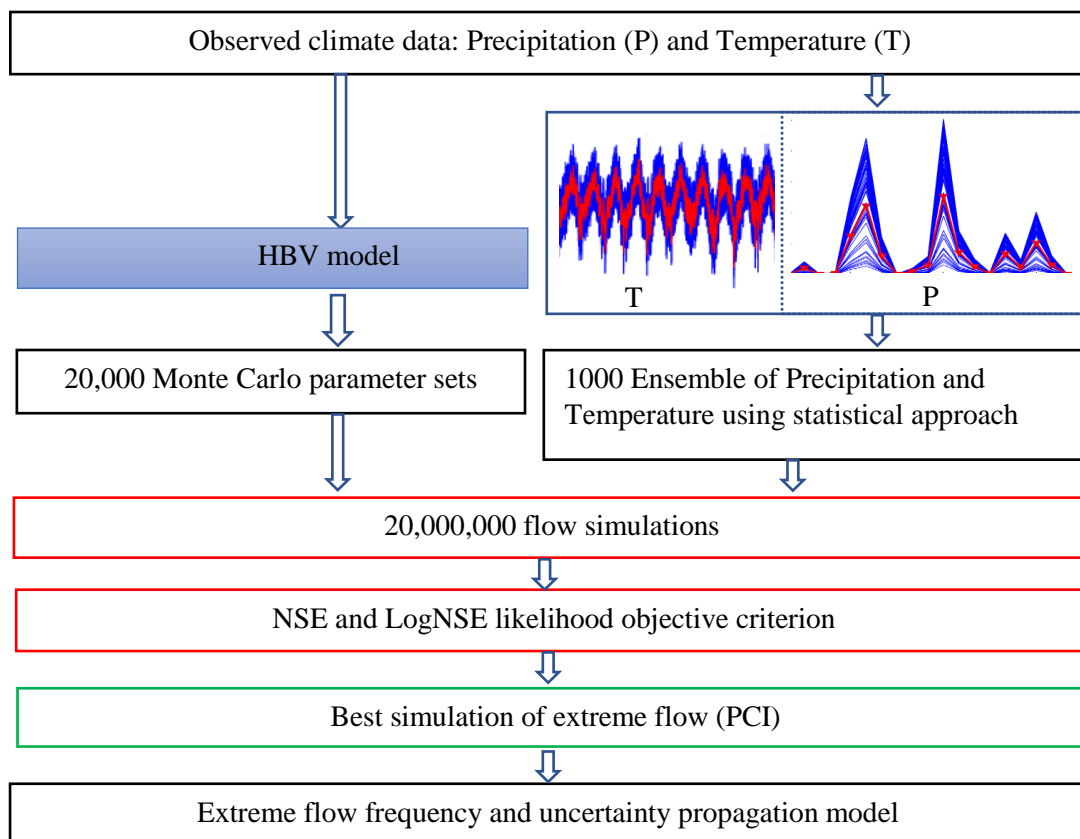 Observed climate data: Precipitation (P) and Temperature (T)
HBV model
T
P
20,000 Monte Carlo parameter sets
1000 Ensemble of Precipitation and
Temperature using statistical approach
20,000,000 flow simulations
NSE and LogNSE likelihood objective criterion
Best simulation of extreme flow (PCI)
Extreme flow frequency and uncertainty propagation model